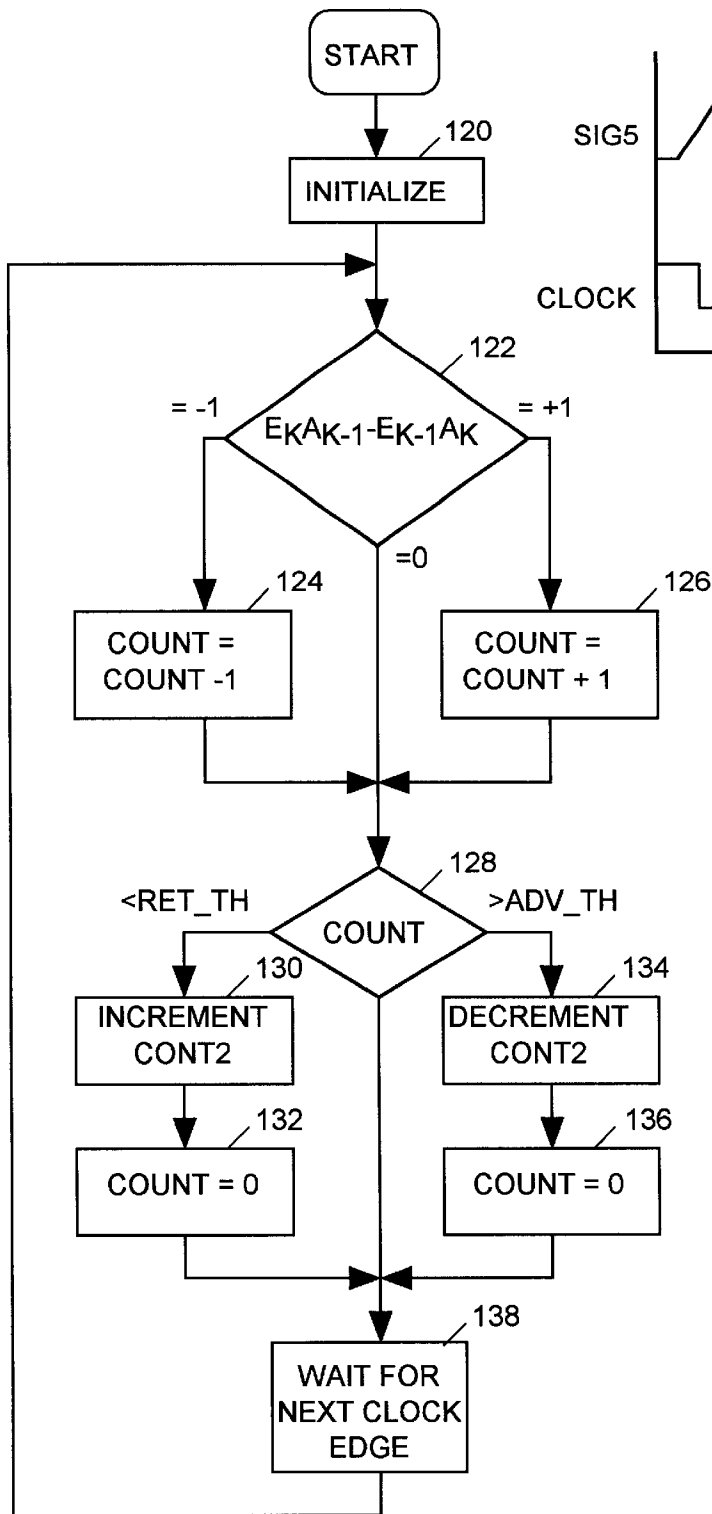 START
120
INITIALIZE
SIG5
CLOCK
122
= -1
= +1
EKAK-1-EK-1AK
=0
124
126
COUNT =
COUNT -1
COUNT =
COUNT + 1
128
<RET_TH
>ADV_TH
COUNT
130
134
INCREMENT
CONT2
DECREMENT
CONT2
132
136
COUNT = 0
COUNT = 0
138
WAIT FOR
NEXT CLOCK
EDGE